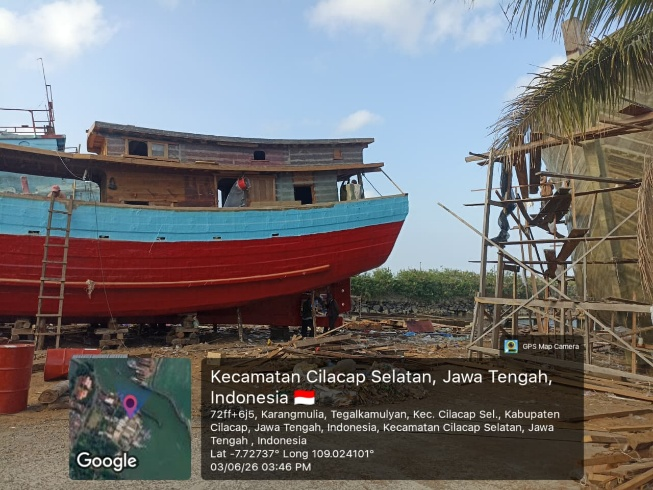 GPS Map Camera
Kecamatan Cilacap Selatan, Jawa Tengah,
Indonesia 🇮🇩
72ff+6j5, Karangmulia, Tegalkamulyan, Kec. Cilacap Sel., Kabupaten
Cilacap, Jawa Tengah, Indonesia, Kecamatan Cilacap Selatan, Jawa
Tengah , Indonesia
Lat -7.72737° Long 109.024101°
03/06/26 03:46 PM
Google